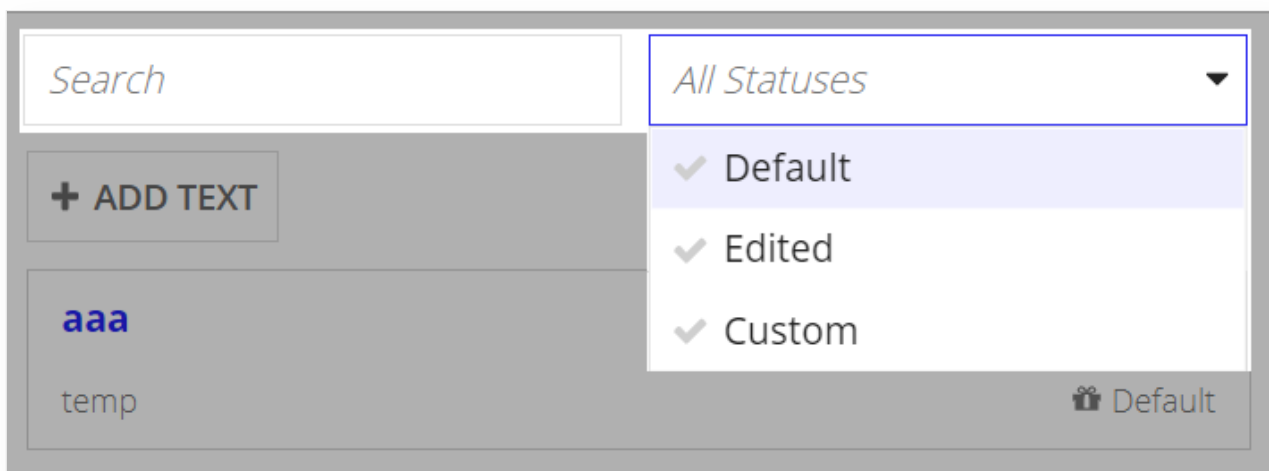 Search
All Statuses
Default
Edited
Custom
ADD TEXT
aaa
temp
Default